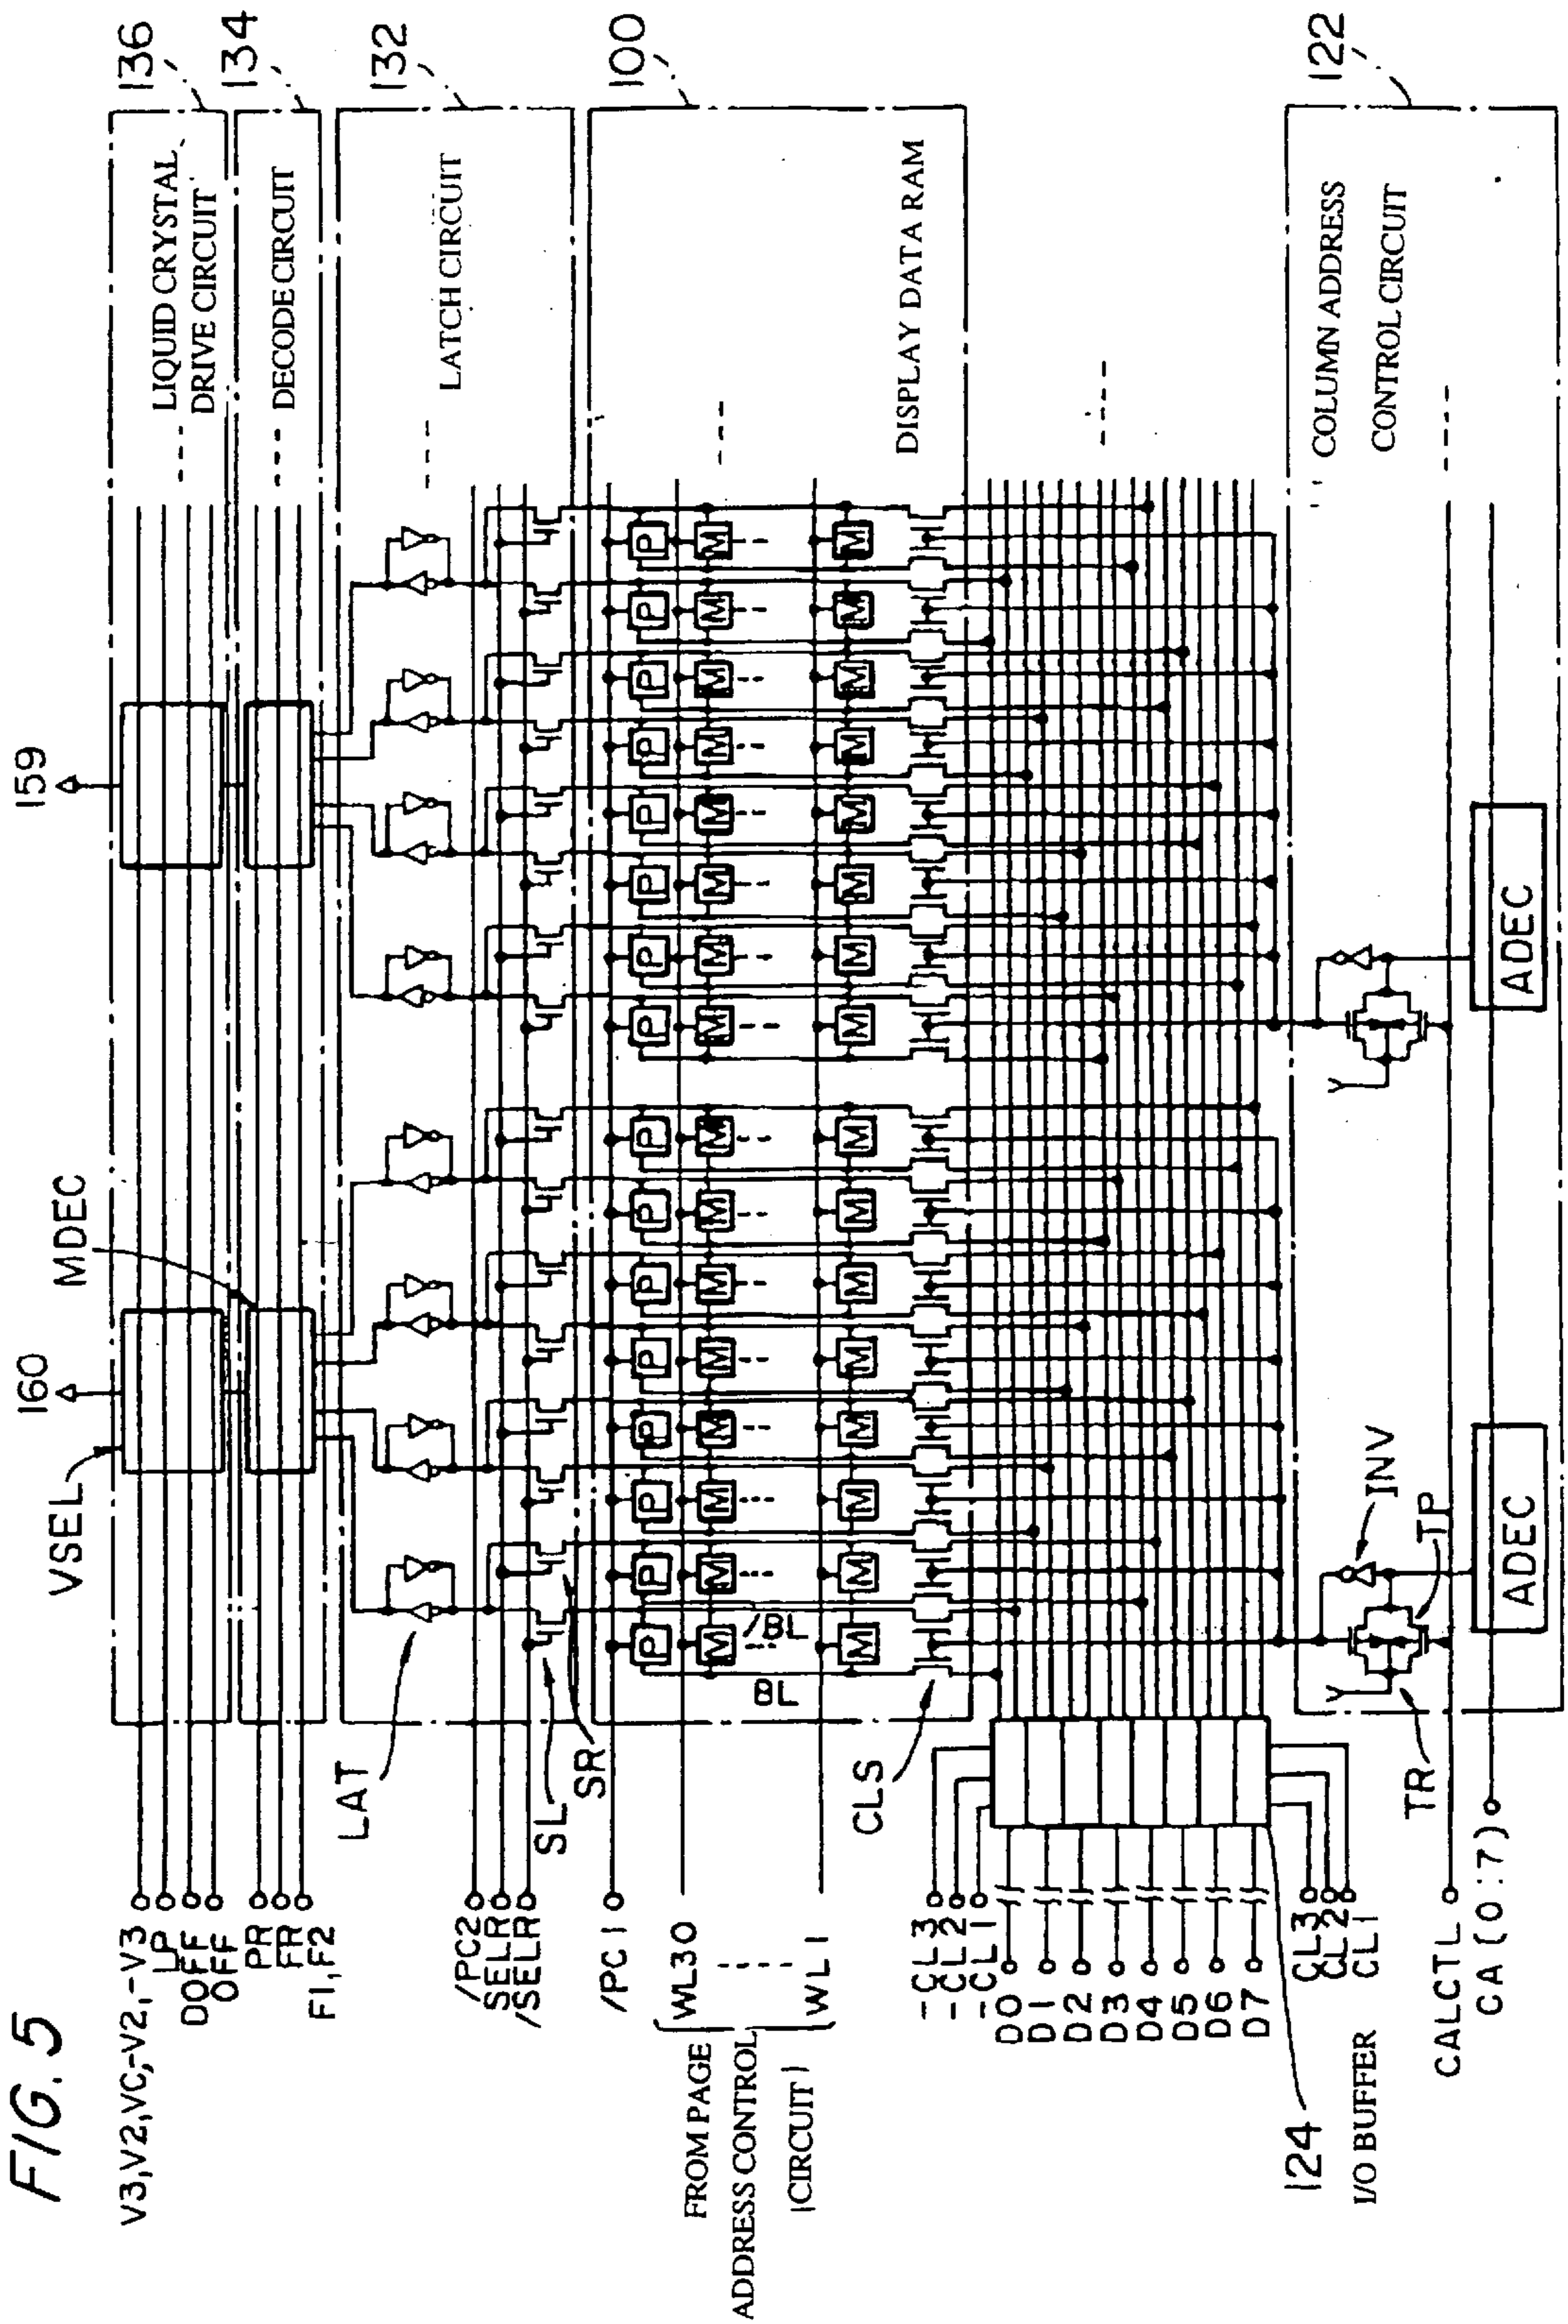 FIG. 5
V3,V2,VC,-V2,-V3
LP
DOFF
OFF
PR
FR
F1,F2
/PC2
SELR
/SELR
/PC1
FROM PAGE
ADDRESS CONTROL
CIRCUIT
WL30
WL1
-CL3
-CL2
-CL1
D0
D1
D2
D3
D4
D5
D6
D7
CL3
CL2
CL1
124
I/O BUFFER
CALCTL
CA(0:7)
VSEL
160
MDEC
159
LAT
SL
SR
CLS
BL
/BL
P P P P P P P P P P P P P P P P
M M M M M M M M M M M M M M M M
M M M M M M M M M M M M M M M M
TR
TP
INV
ADEC
ADEC
136
LIQUID CRYSTAL
DRIVE CIRCUIT
134
DECODE CIRCUIT
132
LATCH CIRCUIT
100
DISPLAY DATA RAM
122
COLUMN ADDRESS
CONTROL CIRCUIT